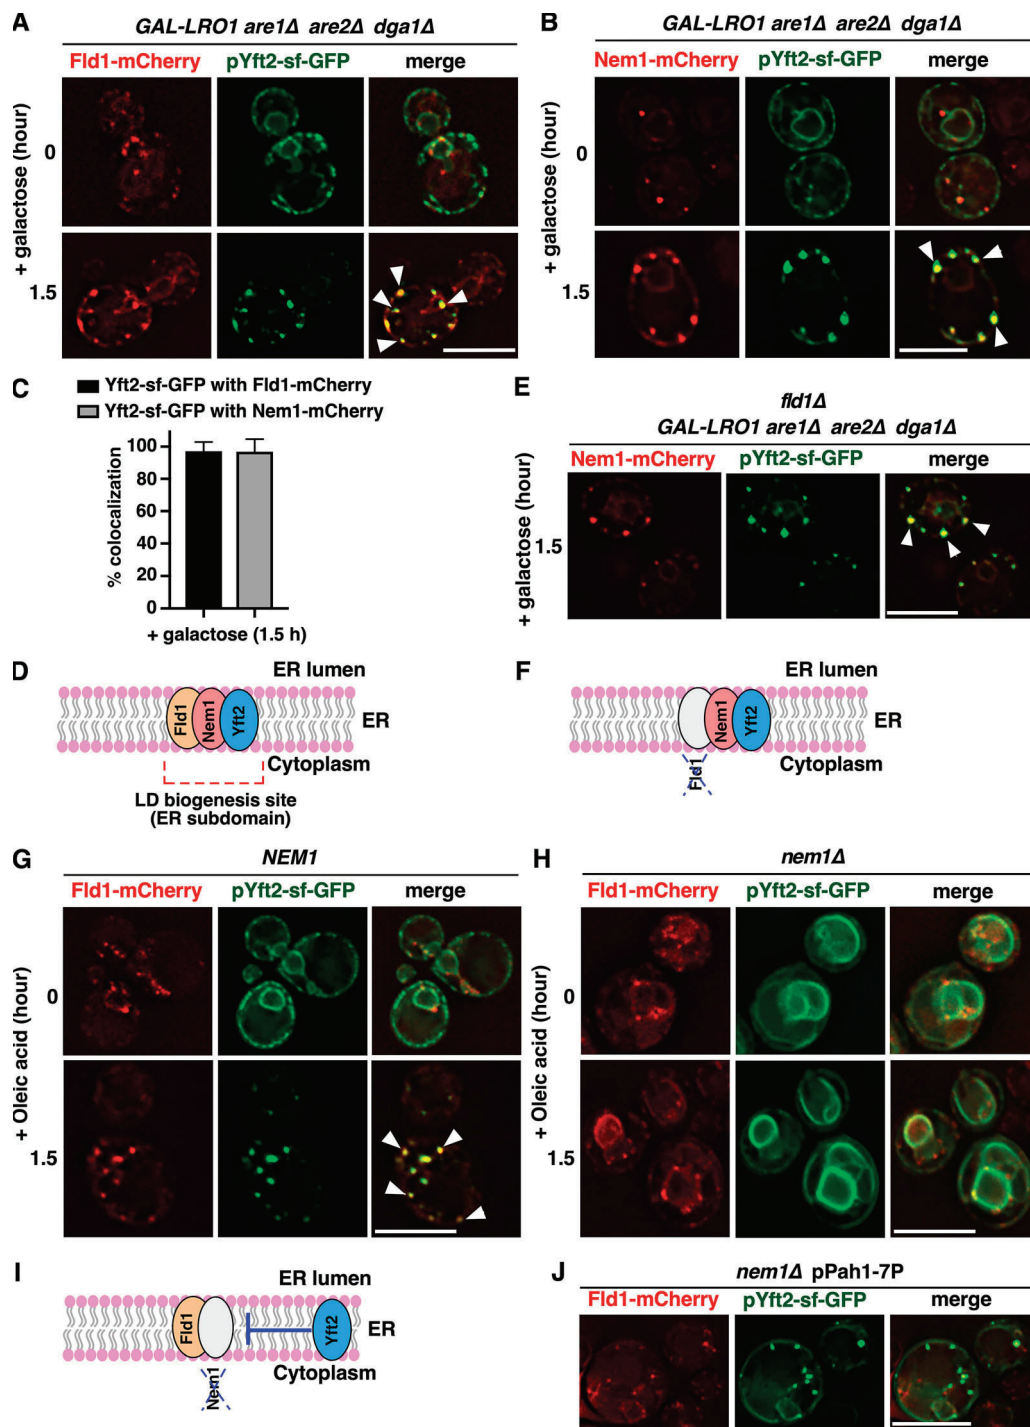 A
GAL-LRO1 are1Δ are2Δ dga1Δ
Fld1-mCherry pYft2-sf-GFP merge
+ galactose (hour)
0
1.5
B
GAL-LRO1 are1Δ are2Δ dga1Δ
Nem1-mCherry pYft2-sf-GFP merge
+ galactose (hour)
0
1.5
C
Yft2-sf-GFP with Fld1-mCherry
Yft2-sf-GFP with Nem1-mCherry
% colocalization
100
80
60
40
20
0
+ galactose (1.5 h)
E
fld1Δ
GAL-LRO1 are1Δ are2Δ dga1Δ
Nem1-mCherry pYft2-sf-GFP merge
+ galactose (hour)
1.5
D
ER lumen
Fld1 Nem1 Yft2
ER
Cytoplasm
LD biogenesis site
(ER subdomain)
F
ER lumen
Nem1 Yft2
ER
Cytoplasm
Fld1
G
NEM1
Fld1-mCherry pYft2-sf-GFP merge
+ Oleic acid (hour)
0
1.5
H
nem1Δ
Fld1-mCherry pYft2-sf-GFP merge
+ Oleic acid (hour)
0
1.5
I
ER lumen
Fld1 Yft2
ER
Cytoplasm
Nem1
J
nem1Δ pPah1-7P
Fld1-mCherry pYft2-sf-GFP merge